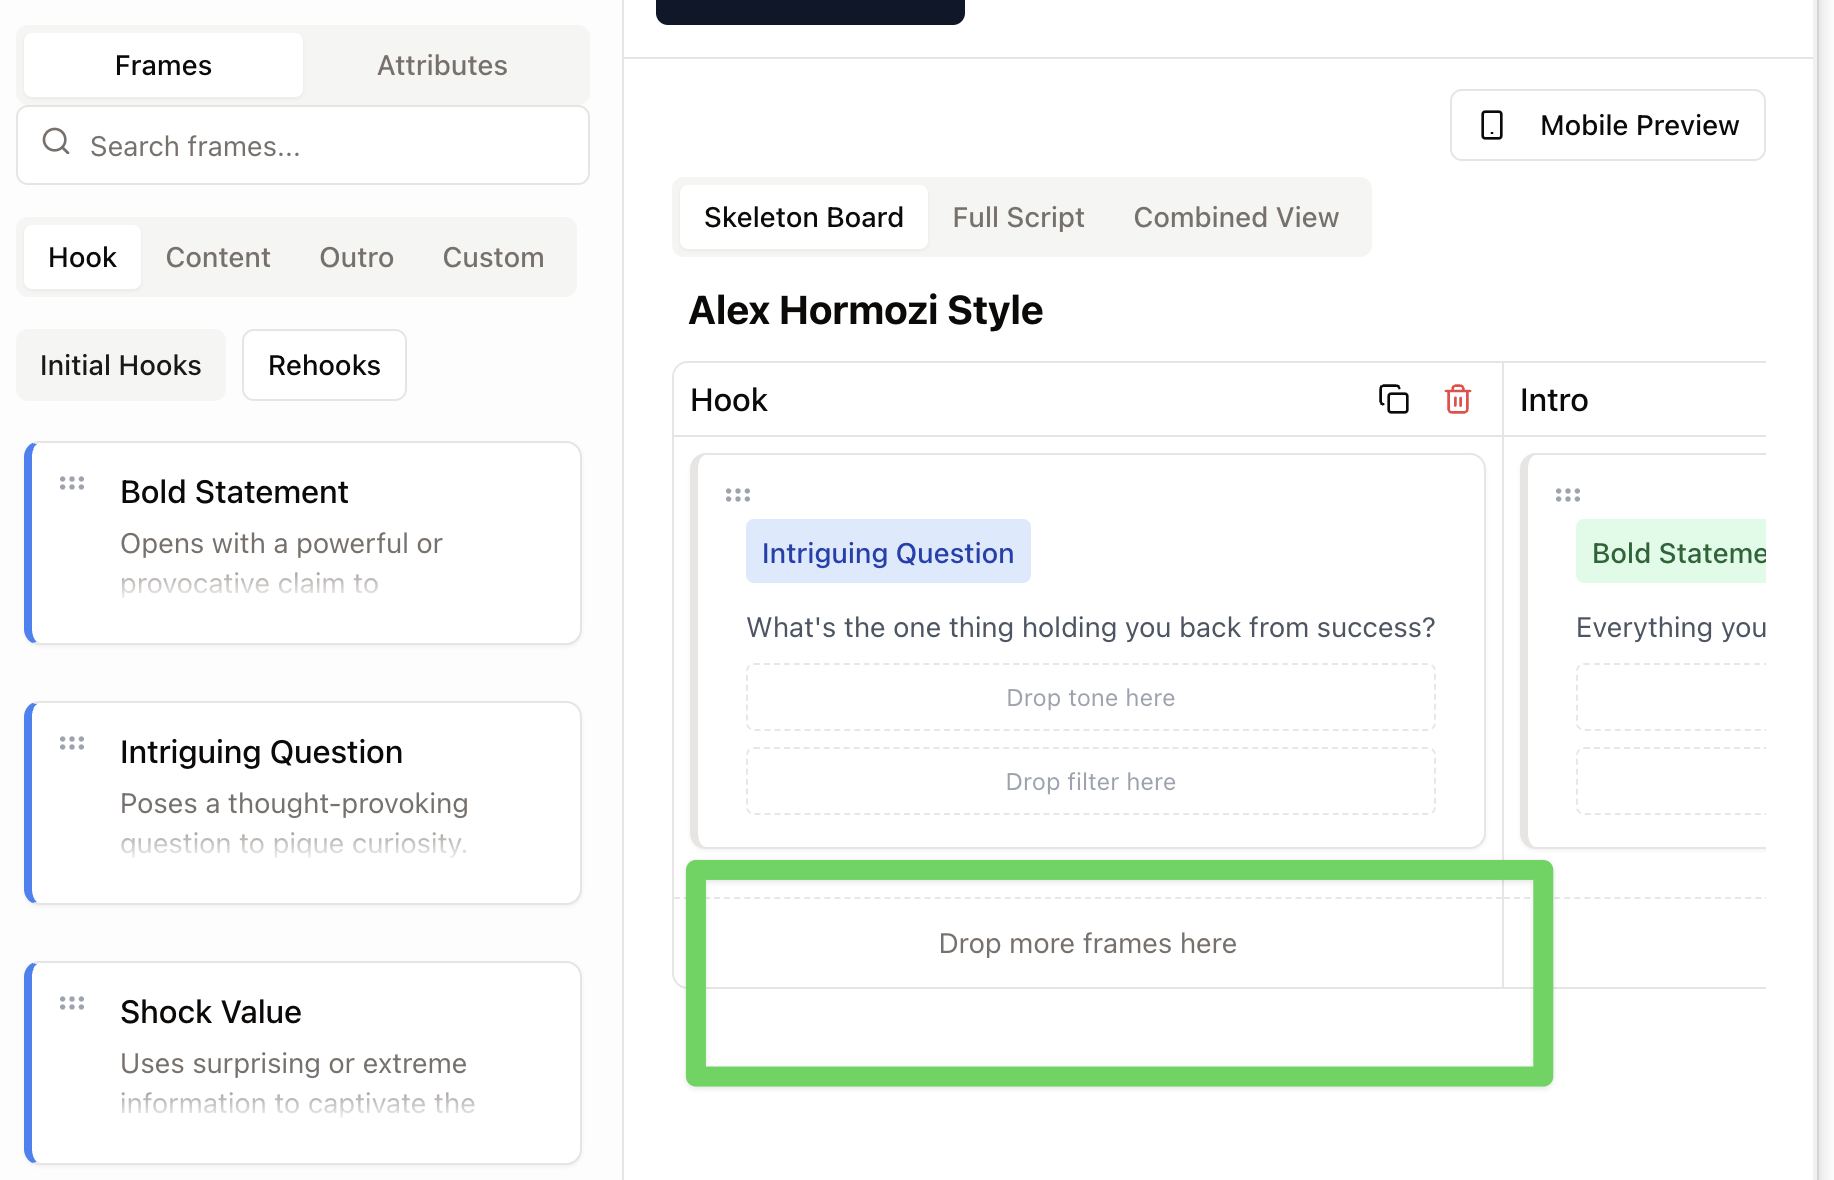 Frames
Attributes
Search frames...
Hook
Content
Outro
Custom
Initial Hooks
Rehooks
Bold Statement
Opens with a powerful or
provocative claim to
Intriguing Question
Poses a thought-provoking
question to pique curiosity.
Shock Value
Uses surprising or extreme
information to captivate the
Mobile Preview
Skeleton Board
Full Script
Combined View
Alex Hormozi Style
Hook
Intriguing Question
What's the one thing holding you back from success?
Drop tone here
Drop filter here
Drop more frames here
Intro
Bold Stateme
Everything you